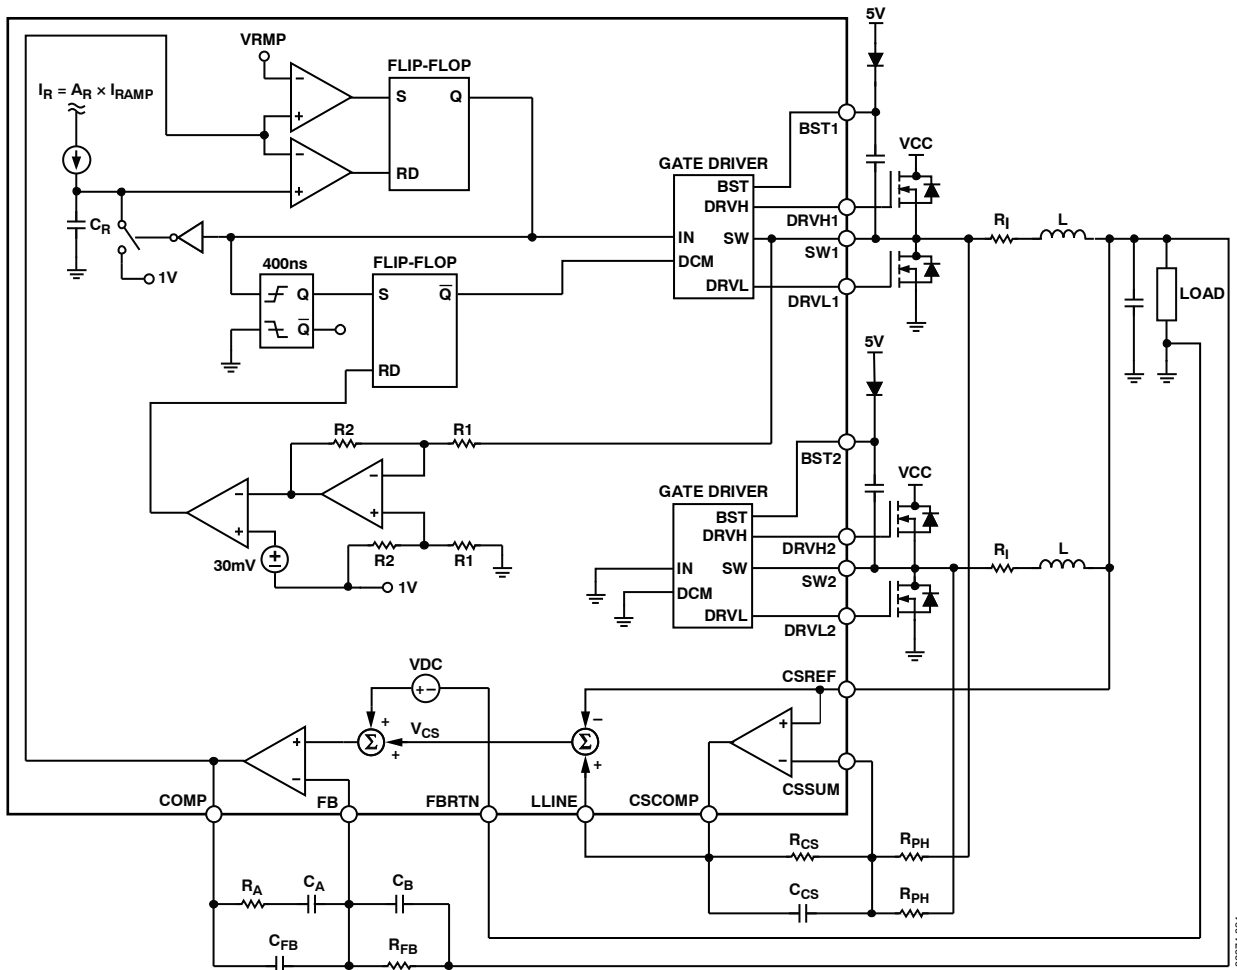 5V
VRMP
FLIP-FLOP
I_R = A_R × I_RAMP
−
+
S
Q
BST1
−
+
RD
VCC
GATE DRIVER
BST
DRVH
DRVH1
C_R
IN
SW
SW1
R_I
L
1V
400ns
FLIP-FLOP
DCM
Q
S
Q̅
DRVL
DRVL1
LOAD
Q̅
RD
5V
R2
R1
BST2
−
−
+
+
VCC
GATE DRIVER
BST
DRVH
DRVH2
30mV
+
−
R2
R1
IN
SW
SW2
R_I
L
1V
DCM
DRVL
DRVL2
VDC
+ −
CSREF
+
−
V_CS
+
Σ
Σ
+
−
+
+
−
CSSUM
COMP
FB
FBRTN
LLINE
CSCOMP
R_CS
R_PH
R_A
C_A
C_B
C_CS
R_PH
C_FB
R_FB